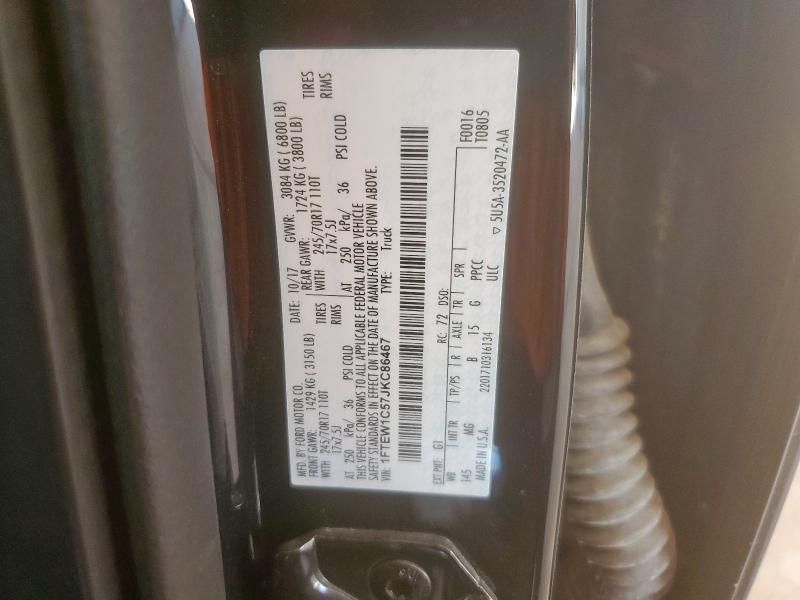 MFD. BY FORD MOTOR CO.
DATE: 10/17 GVWR: 3084 KG ( 6800 LB)
FRONT GAWR: 1429 KG ( 3150 LB) REAR GAWR: 1724 KG ( 3800 LB)
WITH 245/70R17 110T TIRES WITH 245/70R17 110T TIRES
17x7.5J RIMS 17x7.5J RIMS
AT 250 kPa/ 36 PSI COLD AT 250 kPa/ 36 PSI COLD
THIS VEHICLE CONFORMS TO ALL APPLICABLE FEDERAL MOTOR VEHICLE
SAFETY STANDARDS IN EFFECT ON THE DATE OF MANUFACTURE SHOWN ABOVE.
VIN: 1FTEW1C57JKC86467 TYPE: Truck
F0016
T0805
EXT PNT: G1 RC: 72 DSO:
WB INT TR TP/PS R AXLE TR SPR
145 MG B 15 G PPCC
MADE IN U.S.A. 2201710316134 ULC
▽ 5U5A-3520472-AA